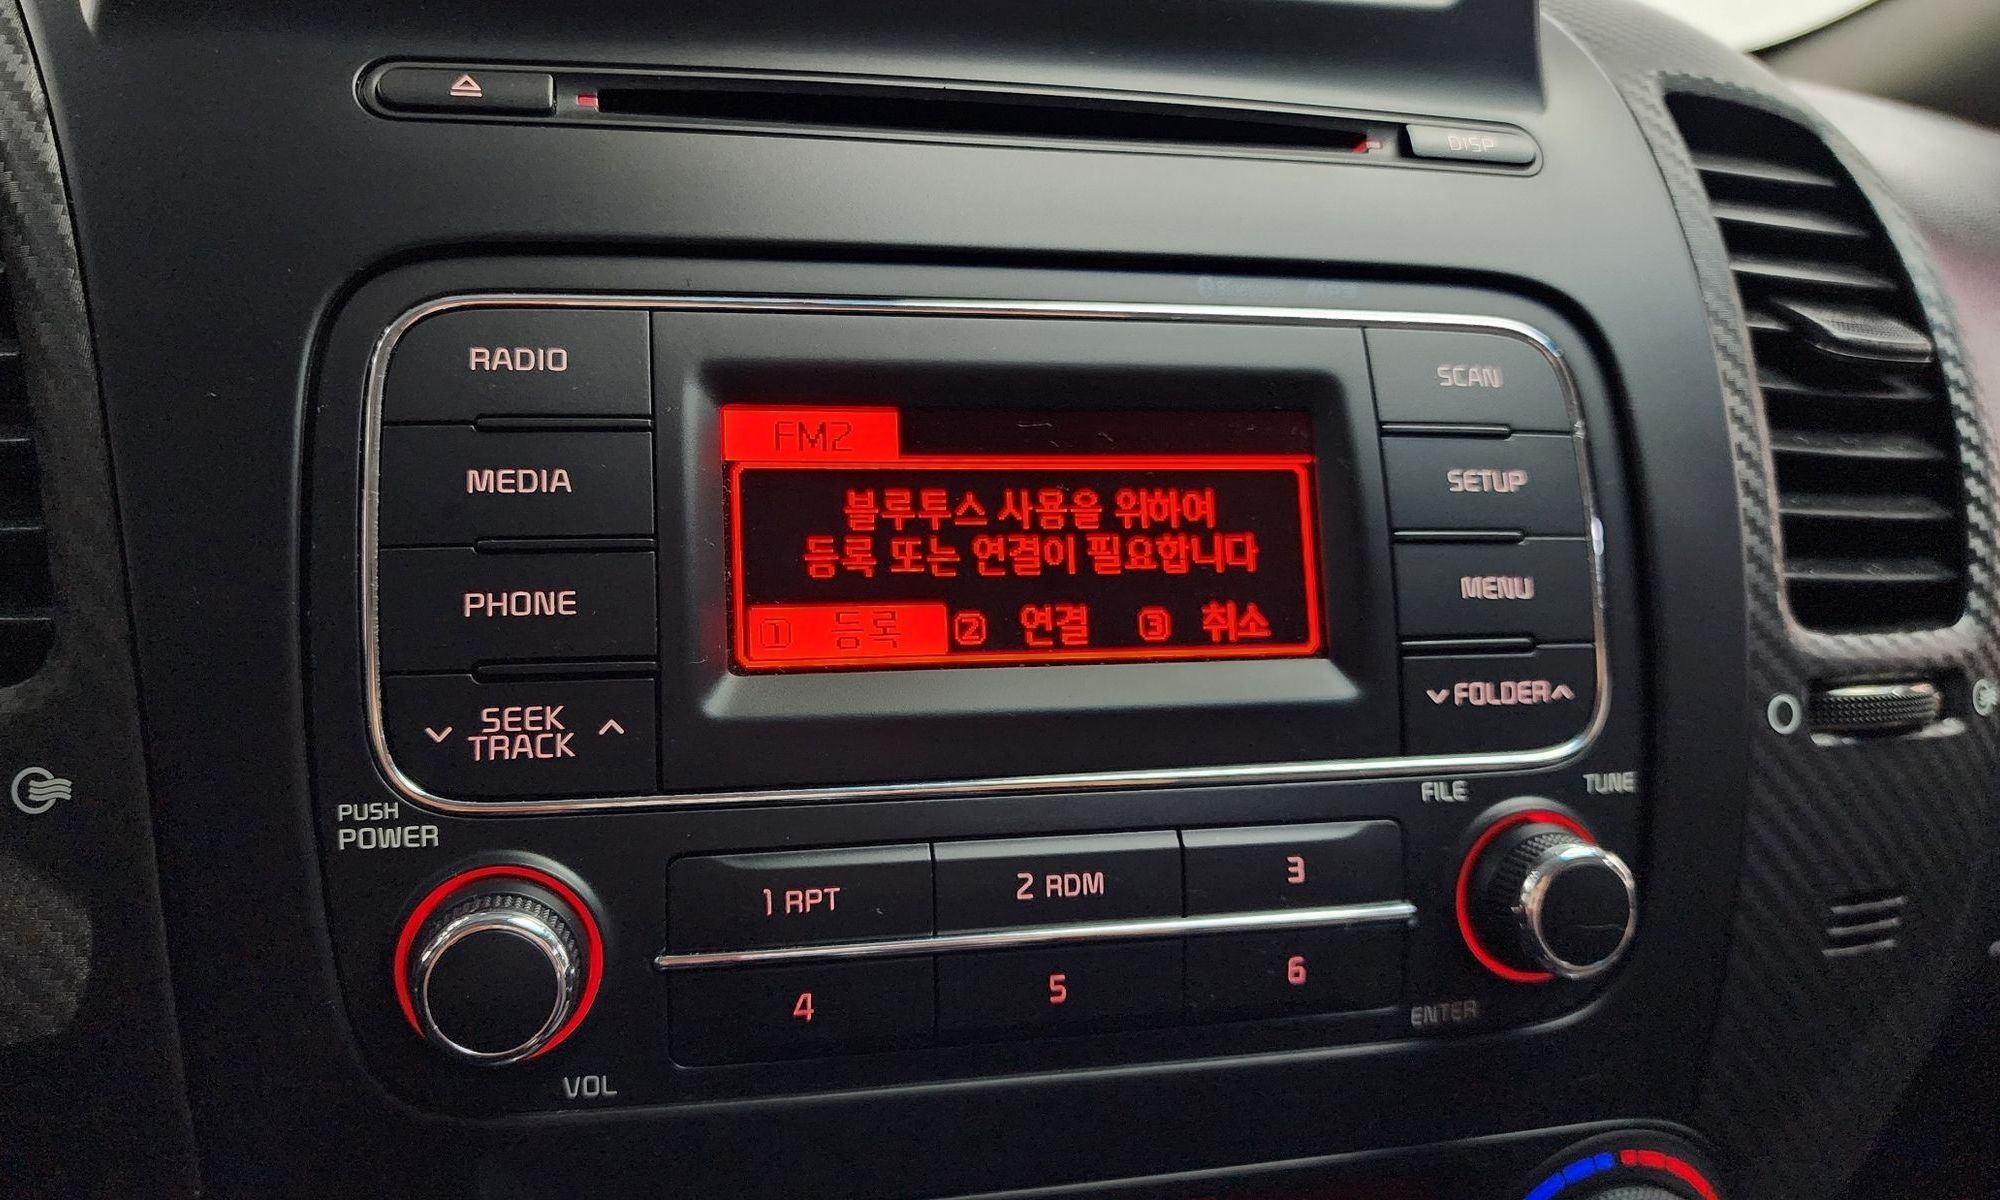 DISP
RADIO
MEDIA
PHONE
SEEK
TRACK
FM2
블루투스 사용을 위하여
등록 또는 연결이 필요합니다
1 등록 2 연결 3 취소
SCAN
SETUP
MENU
FOLDER
PUSH
POWER
VOL
1 RPT
2 RDM
3
4
5
6
FILE
TUNE
ENTER